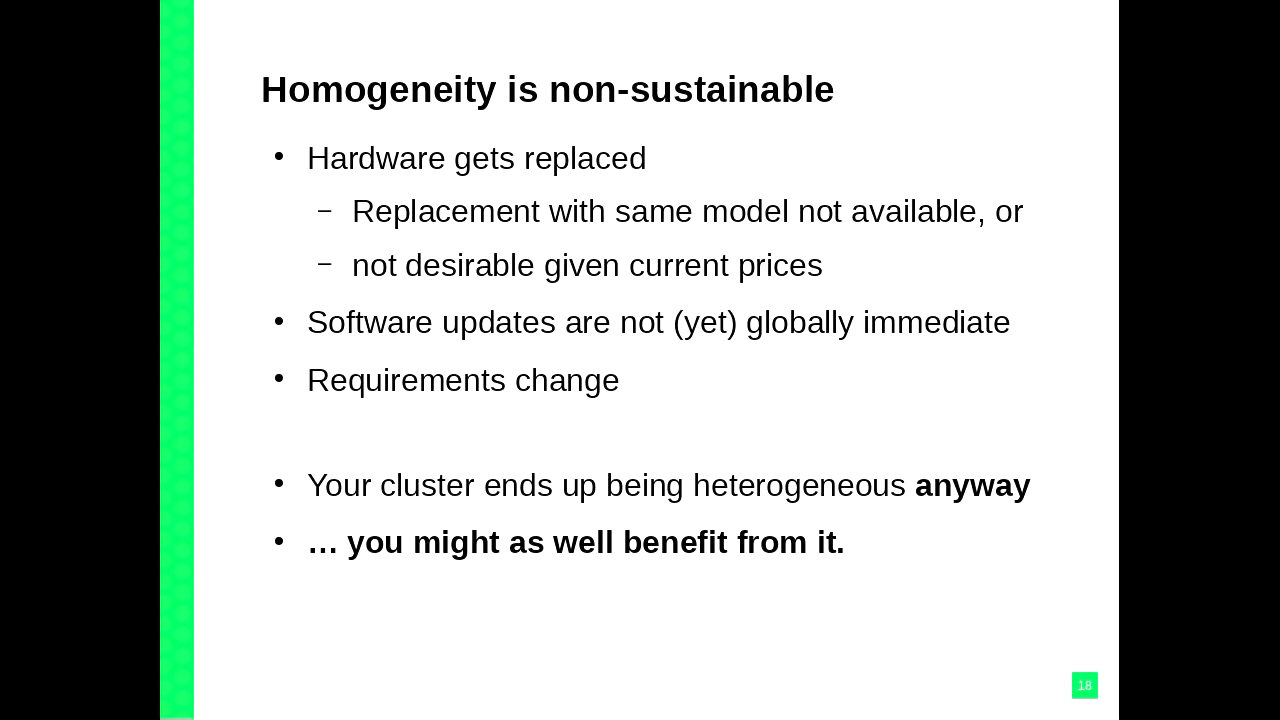 Homogeneity is non-sustainable
• Hardware gets replaced
– Replacement with same model not available, or
– not desirable given current prices
• Software updates are not (yet) globally immediate
• Requirements change
• Your cluster ends up being heterogeneous anyway
• … you might as well benefit from it.
18